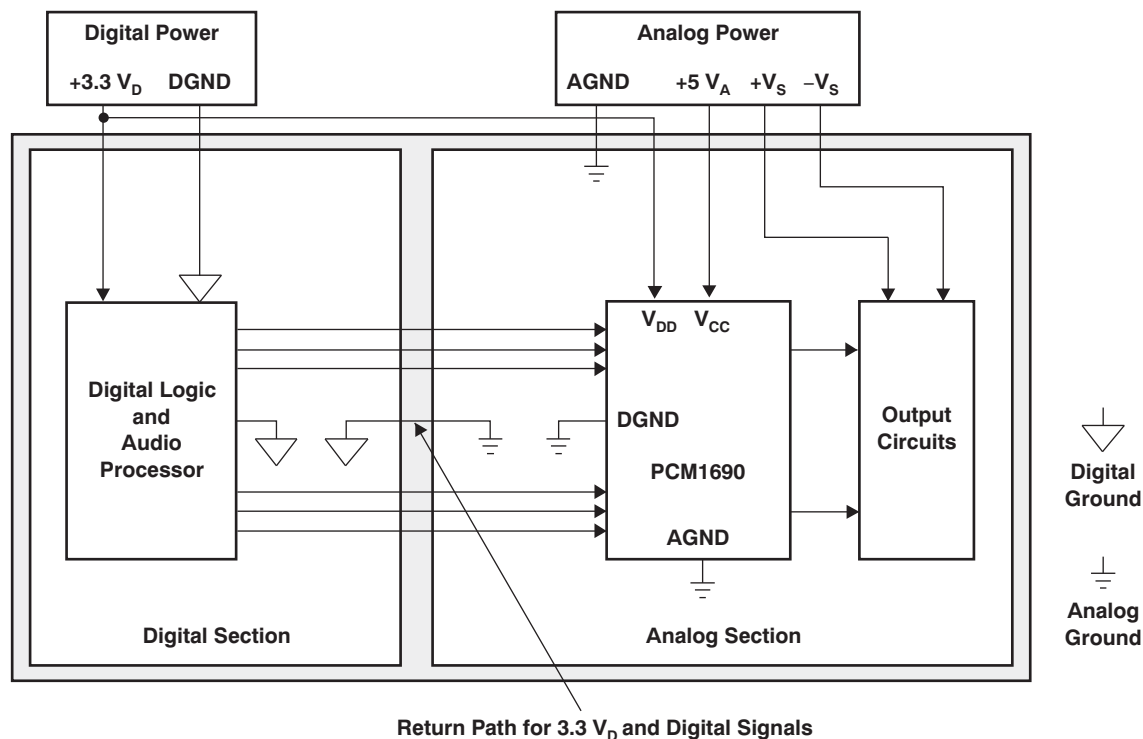 Digital Power
+3.3 V_D DGND
Analog Power
AGND +5 V_A +V_S −V_S
V_DD V_CC
Digital Logic
and
Audio
Processor
DGND
PCM1690
AGND
Output
Circuits
Digital
Ground
Analog
Ground
Digital Section
Analog Section
Return Path for 3.3 V_D and Digital Signals